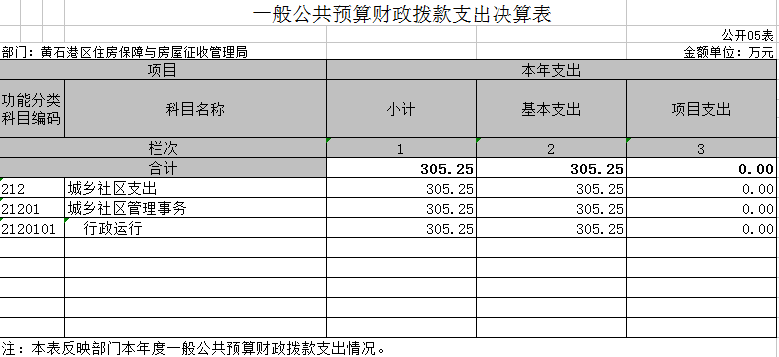 一般公共预算财政拨款支出决算表
公开05表
部门：黄石港区住房保障与房屋征收管理局 金额单位：万元
项目 本年支出
功能分类
科目编码 科目名称 小计 基本支出 项目支出
栏次 1 2 3
合计 305.25 305.25 0.00
212 城乡社区支出 305.25 305.25 0.00
21201 城乡社区管理事务 305.25 305.25 0.00
2120101 行政运行 305.25 305.25 0.00
注：本表反映部门本年度一般公共预算财政拨款支出情况。